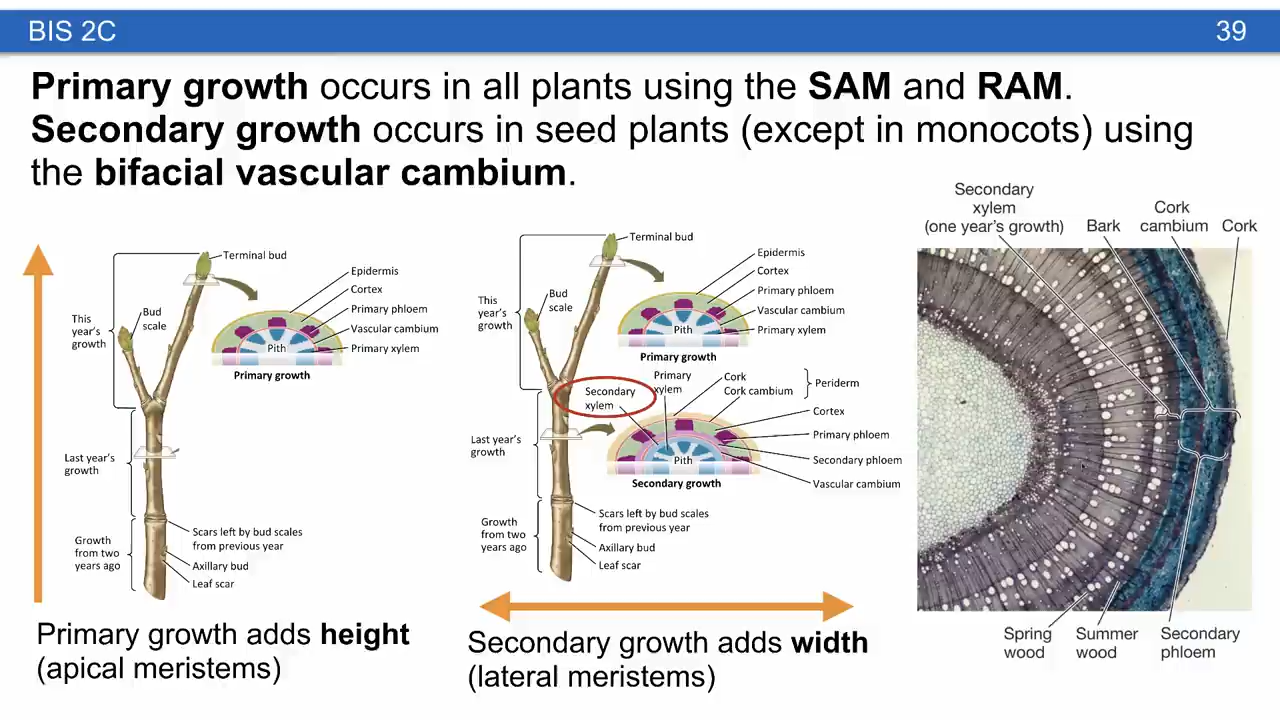 BIS 2C
39
Primary growth occurs in all plants using the SAM and RAM.
Secondary growth occurs in seed plants (except in monocots) using
the bifacial vascular cambium.
Terminal bud
Bud
scale
This
year's
growth
Epidermis
Cortex
Primary phloem
Vascular cambium
Primary xylem
Pith
Primary growth
Last year's
growth
Growth
from two
years ago
Scars left by bud scales
from previous year
Axillary bud
Leaf scar
Primary growth adds height
(apical meristems)
Terminal bud
Bud
scale
This
year's
growth
Epidermis
Cortex
Primary phloem
Vascular cambium
Primary xylem
Pith
Primary growth
Secondary
xylem
Primary
xylem
Cork
Cork cambium
Periderm
Cortex
Primary phloem
Secondary phloem
Vascular cambium
Pith
Secondary growth
Last year's
growth
Growth
from two
years ago
Scars left by bud scales
from previous year
Axillary bud
Leaf scar
Secondary growth adds width
(lateral meristems)
Secondary
xylem
(one year's growth)
Bark
Cork
cambium
Cork
Spring
wood
Summer
wood
Secondary
phloem